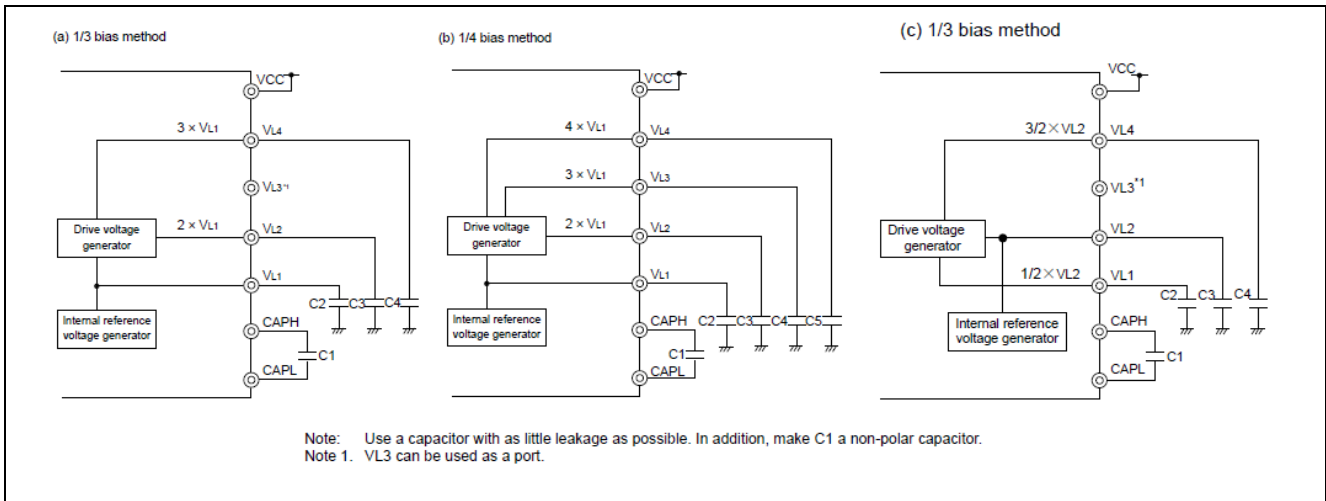 (a) 1/3 bias method
VCC
3 × VL1
VL4
VL3*1
Drive voltage
generator
2 × VL1
VL2
VL1
C2 C3 C4
Internal reference
voltage generator
CAPH
C1
CAPL
(b) 1/4 bias method
VCC
4 × VL1
VL4
3 × VL1
VL3
Drive voltage
generator
2 × VL1
VL2
VL1
Internal reference
voltage generator
CAPH
C2 C3 C4 C5
C1
CAPL
(c) 1/3 bias method
VCC
3/2×VL2
VL4
VL3*1
Drive voltage
generator
VL2
1/2×VL2
VL1
C2 C3 C4
Internal reference
voltage generator
CAPH
C1
CAPL
Note: Use a capacitor with as little leakage as possible. In addition, make C1 a non-polar capacitor.
Note 1. VL3 can be used as a port.